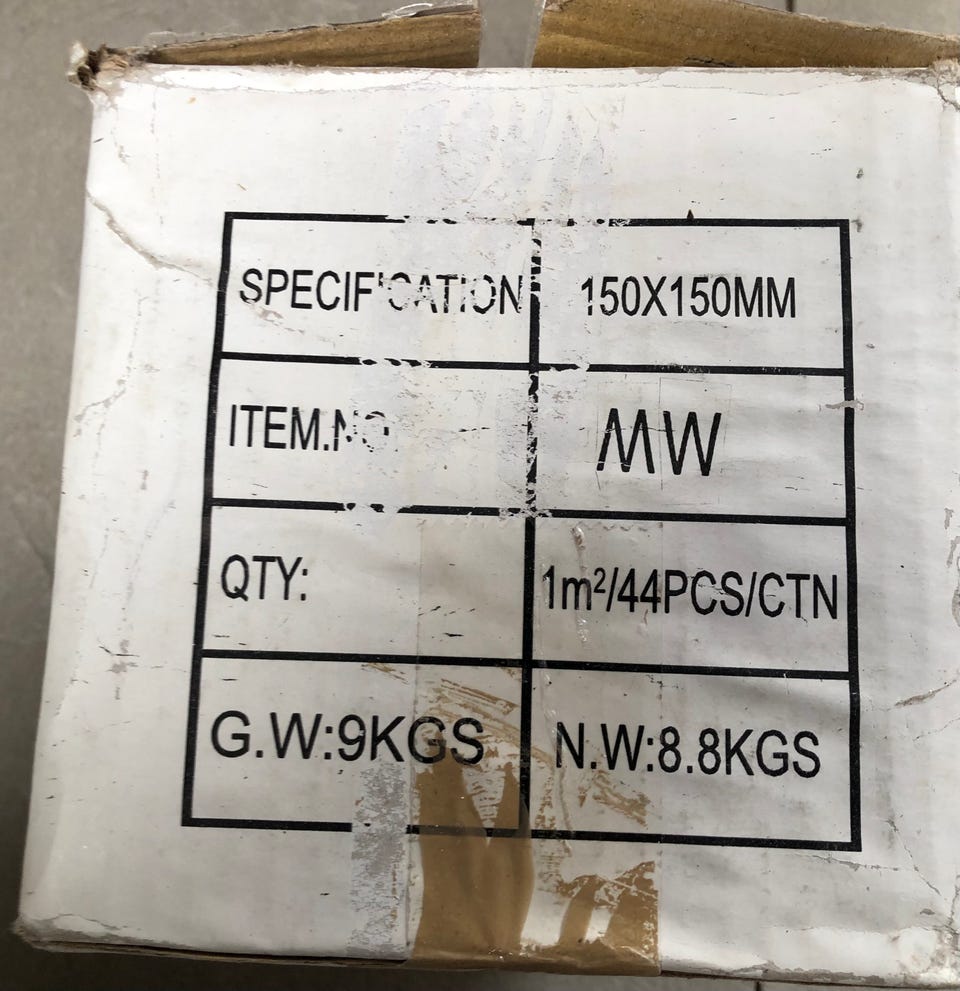 SPECIFICATION 150X150MM
ITEM.NO MW
QTY: 1m²/44PCS/CTN
G.W:9KGS N.W:8.8KGS